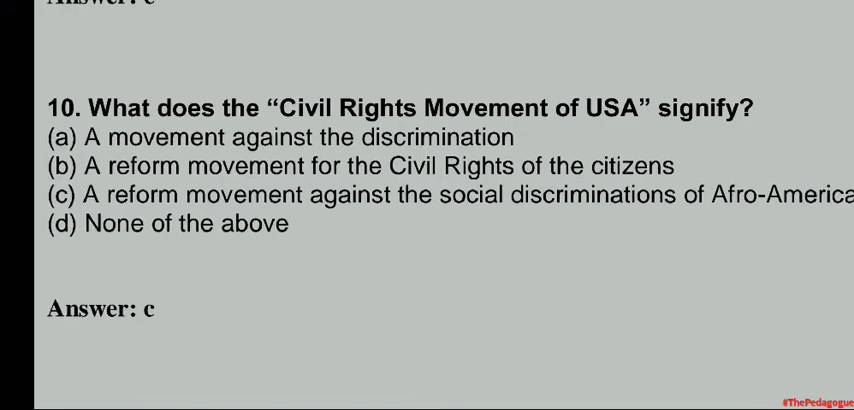 10. What does the “Civil Rights Movement of USA” signify?
(a) A movement against the discrimination
(b) A reform movement for the Civil Rights of the citizens
(c) A reform movement against the social discriminations of Afro-America
(d) None of the above
Answer: c
#ThePedagogue